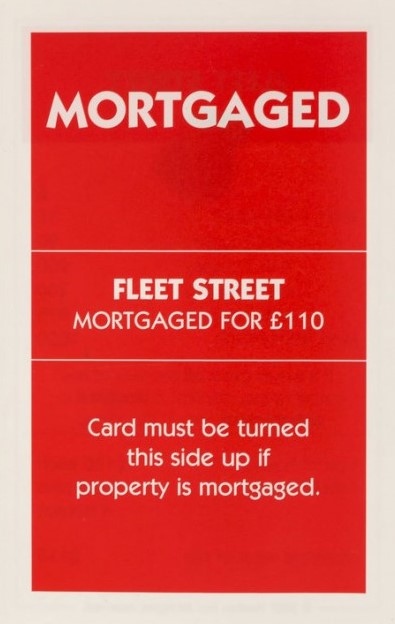 MORTGAGED
FLEET STREET
MORTGAGED FOR £110
Card must be turned
this side up if
property is mortgaged.